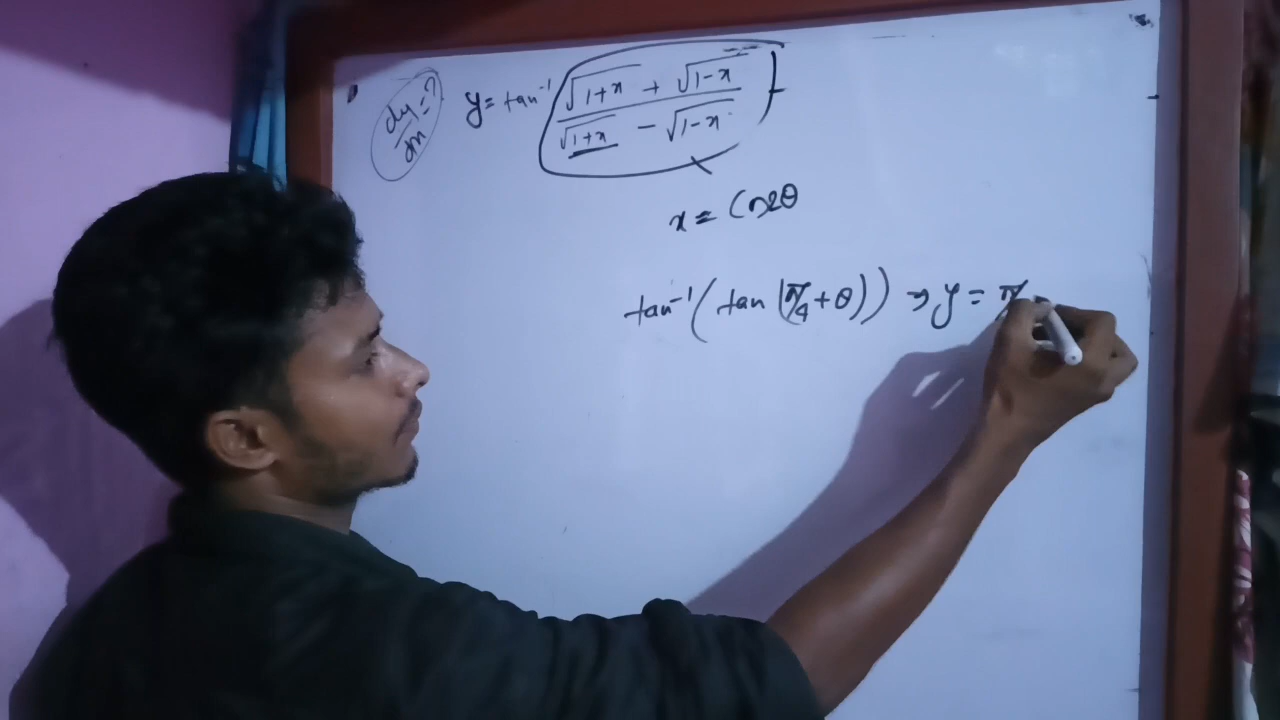 dy/dx = ?
y = tan⁻¹ (√1+x + √1-x / √1+x - √1-x)
x = Cos2θ
tan⁻¹(tan(π/4+θ)) ⇒ y = π/